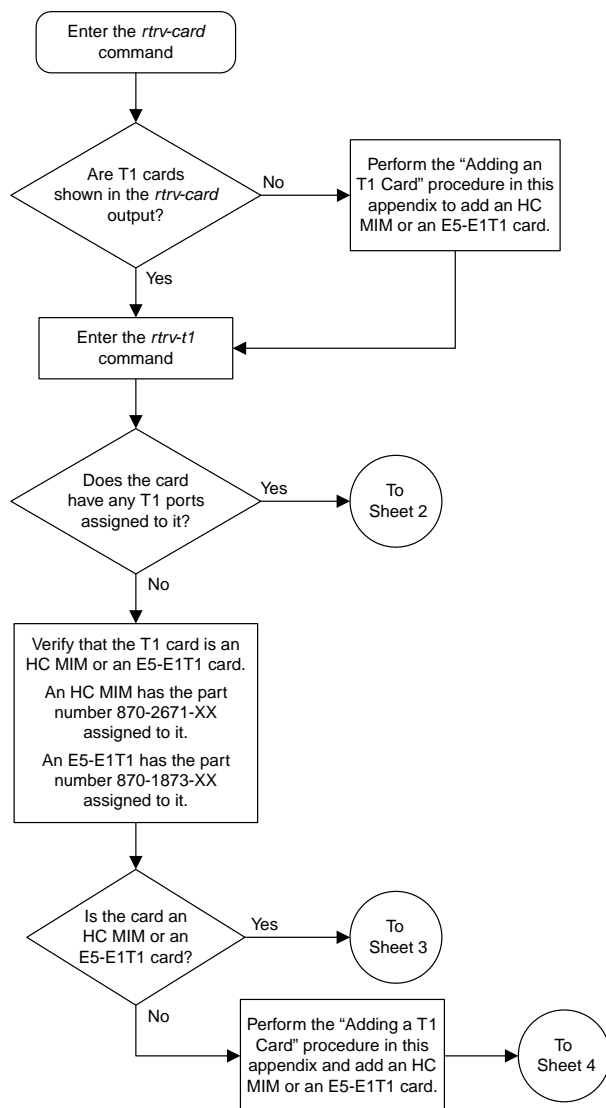 Enter the rtrv-card
command
Are T1 cards
shown in the rtrv-card
output?
No
Perform the “Adding an
T1 Card” procedure in this
appendix to add an HC
MIM or an E5-E1T1 card.
Yes
Enter the rtrv-t1
command
Does the card
have any T1 ports
assigned to it?
Yes
To
Sheet 2
No
Verify that the T1 card is an
HC MIM or an E5-E1T1 card.
An HC MIM has the part
number 870-2671-XX
assigned to it.
An E5-E1T1 has the part
number 870-1873-XX
assigned to it.
Is the card an
HC MIM or an
E5-E1T1 card?
Yes
To
Sheet 3
No
Perform the “Adding a T1
Card” procedure in this
appendix and add an HC
MIM or an E5-E1T1 card.
To
Sheet 4